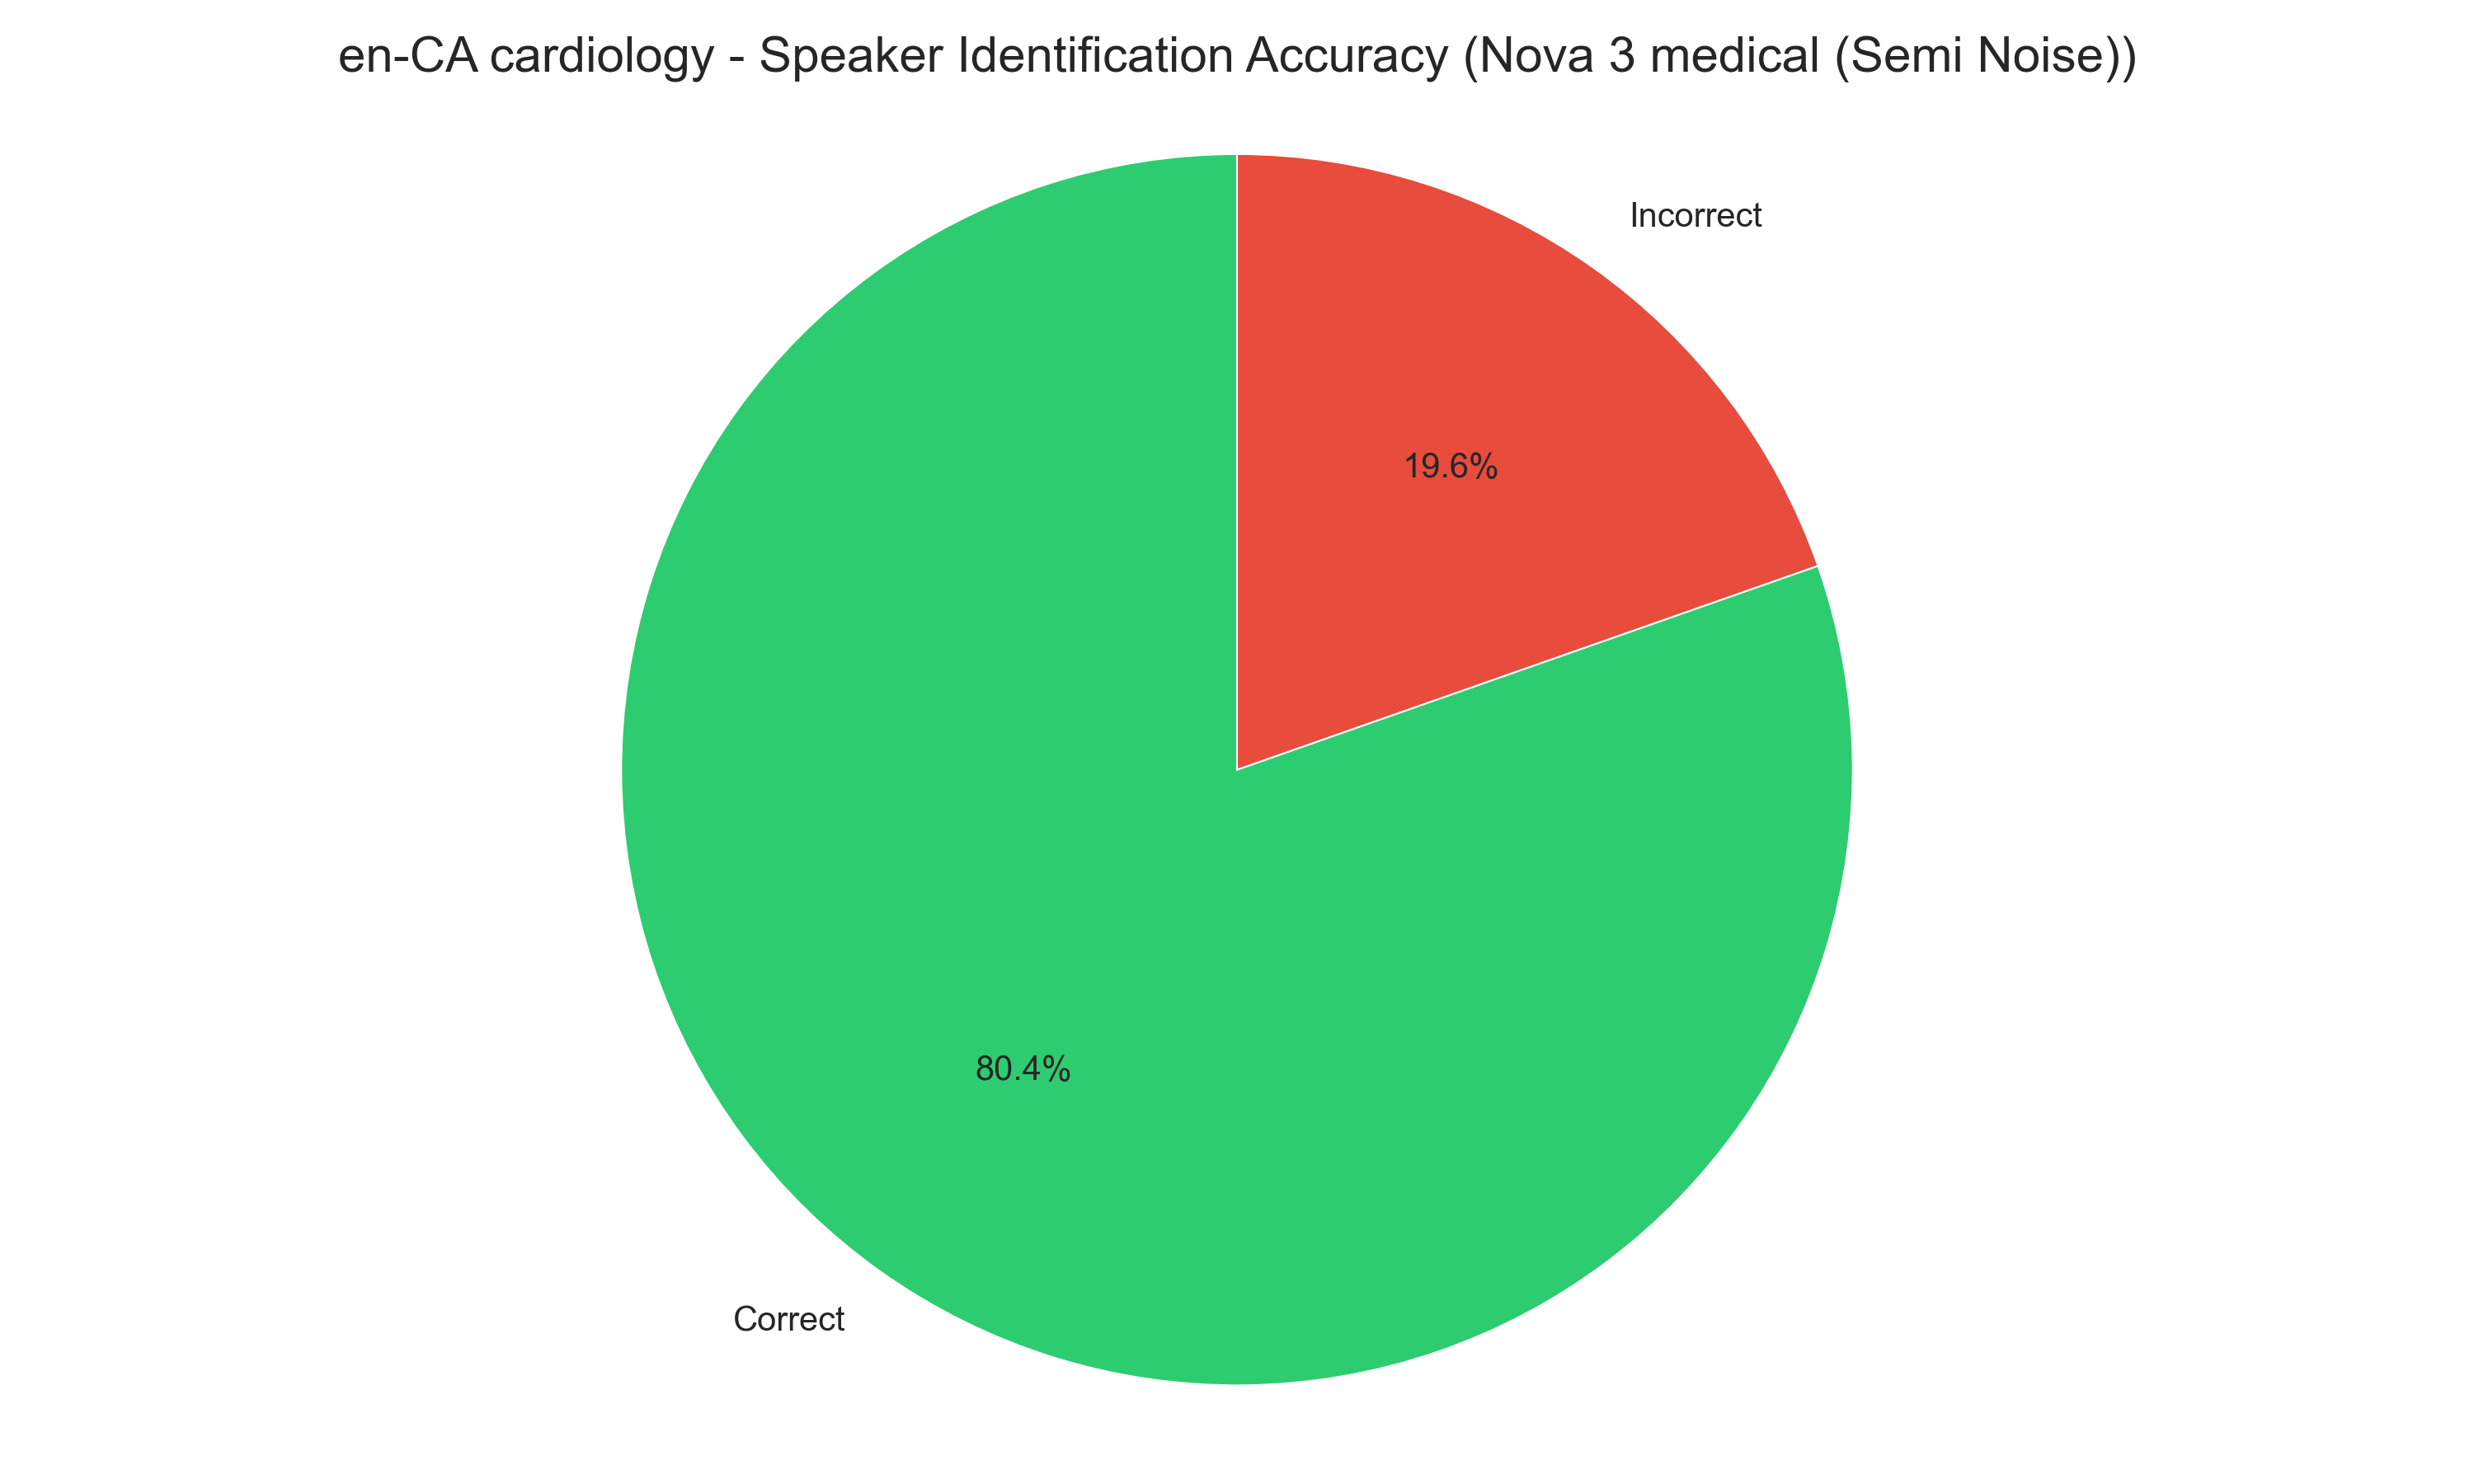 en-CA cardiology - Speaker Identification Accuracy (Nova 3 medical (Semi Noise))
Incorrect
19.6%
80.4%
Correct